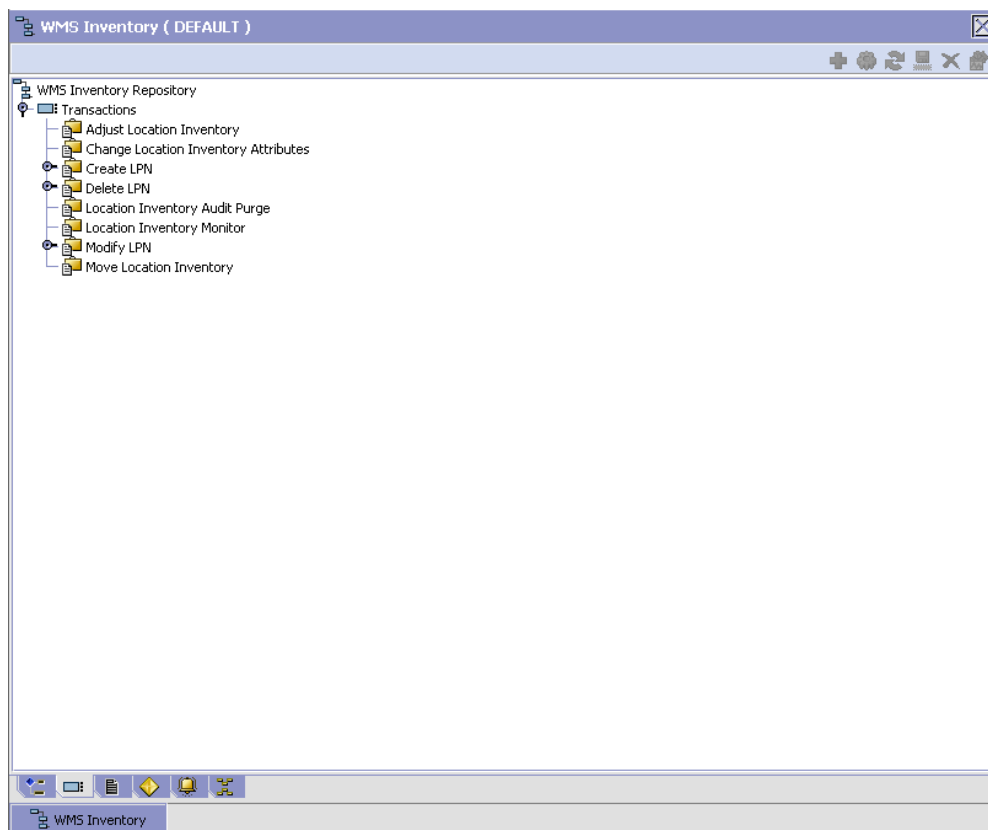 WMS Inventory ( DEFAULT )
WMS Inventory Repository
Transactions
Adjust Location Inventory
Change Location Inventory Attributes
Create LPN
Delete LPN
Location Inventory Audit Purge
Location Inventory Monitor
Modify LPN
Move Location Inventory
WMS Inventory